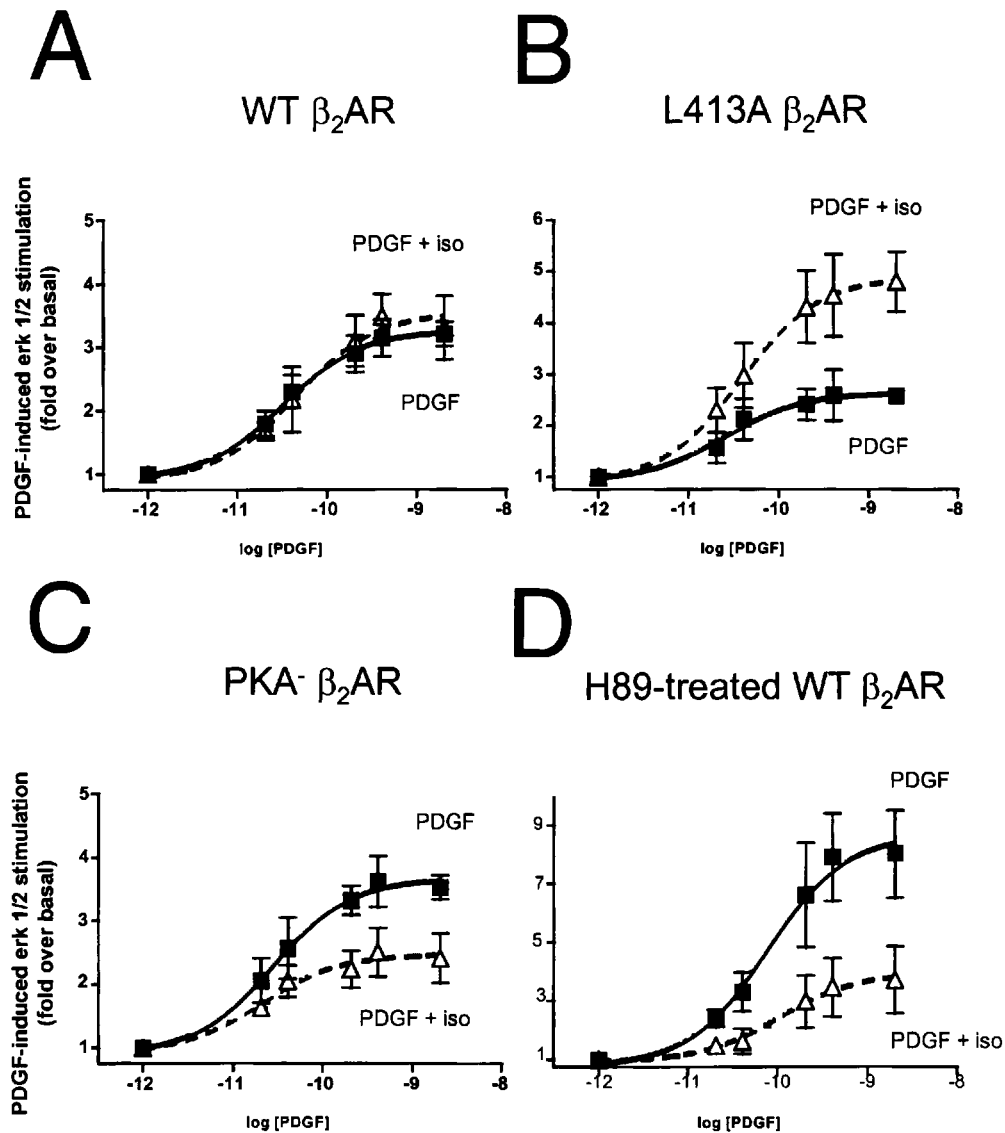 A
WT β₂AR
PDGF-induced erk 1/2 stimulation
(fold over basal)
5
4
3
2
1
PDGF + iso
PDGF
-12 -11 -10 -9 -8
log [PDGF]
B
L413A β₂AR
6
5
4
3
2
1
PDGF + iso
PDGF
-12 -11 -10 -9 -8
log [PDGF]
C
PKA⁻ β₂AR
PDGF-induced erk 1/2 stimulation
(fold over basal)
5
4
3
2
1
PDGF
PDGF + iso
-12 -11 -10 -9 -8
log [PDGF]
D
H89-treated WT β₂AR
9
7
5
3
1
PDGF
PDGF + iso
-12 -11 -10 -9 -8
log [PDGF]